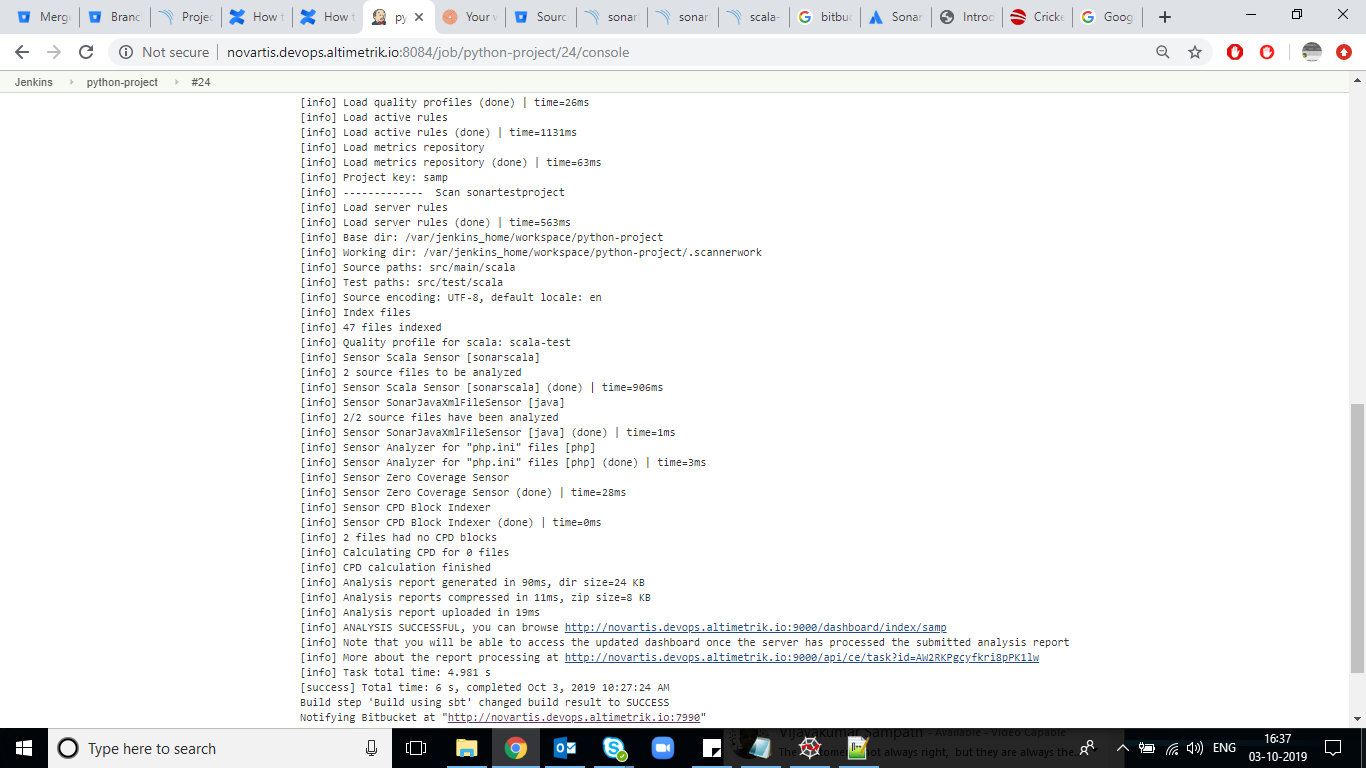 Merg
Branc
Projec
How t
How t
py
Your v
Sourc
sonar
sonar
scala-
bitbuc
Sonar
Introd
Cricke
Goog
Not secure
novartis.devops.altimetrik.io:8084/job/python-project/24/console
Jenkins
python-project
#24
[info] Load quality profiles (done) | time=26ms
[info] Load active rules
[info] Load active rules (done) | time=1131ms
[info] Load metrics repository
[info] Load metrics repository (done) | time=63ms
[info] Project key: samp
[info] -------------  Scan sonartestproject
[info] Load server rules
[info] Load server rules (done) | time=563ms
[info] Base dir: /var/jenkins_home/workspace/python-project
[info] Working dir: /var/jenkins_home/workspace/python-project/.scannerwork
[info] Source paths: src/main/scala
[info] Test paths: src/test/scala
[info] Source encoding: UTF-8, default locale: en
[info] Index files
[info] 47 files indexed
[info] Quality profile for scala: scala-test
[info] Sensor Scala Sensor [sonarscala]
[info] 2 source files to be analyzed
[info] Sensor Scala Sensor [sonarscala] (done) | time=906ms
[info] Sensor SonarJavaXmlFileSensor [java]
[info] 2/2 source files have been analyzed
[info] Sensor SonarJavaXmlFileSensor [java] (done) | time=1ms
[info] Sensor Analyzer for "php.ini" files [php]
[info] Sensor Analyzer for "php.ini" files [php] (done) | time=3ms
[info] Sensor Zero Coverage Sensor
[info] Sensor Zero Coverage Sensor (done) | time=28ms
[info] Sensor CPD Block Indexer
[info] Sensor CPD Block Indexer (done) | time=0ms
[info] 2 files had no CPD blocks
[info] Calculating CPD for 0 files
[info] CPD calculation finished
[info] Analysis report generated in 90ms, dir size=24 KB
[info] Analysis reports compressed in 11ms, zip size=8 KB
[info] Analysis report uploaded in 19ms
[info] ANALYSIS SUCCESSFUL, you can browse http://novartis.devops.altimetrik.io:9000/dashboard/index/samp
[info] Note that you will be able to access the updated dashboard once the server has processed the submitted analysis report
[info] More about the report processing at http://novartis.devops.altimetrik.io:9000/api/ce/task?id=AW2RKPgcyfkri8pPK1lw
[info] Task total time: 4.981 s
[success] Total time: 6 s, completed Oct 3, 2019 10:27:24 AM
Build step 'Build using sbt' changed build result to SUCCESS
Notifying Bitbucket at "http://novartis.devops.altimetrik.io:7990"
Type here to search
Vijayakumar Sampath - Available - Video Capable
not always right, but they are always the
ENG
16:37
03-10-2019